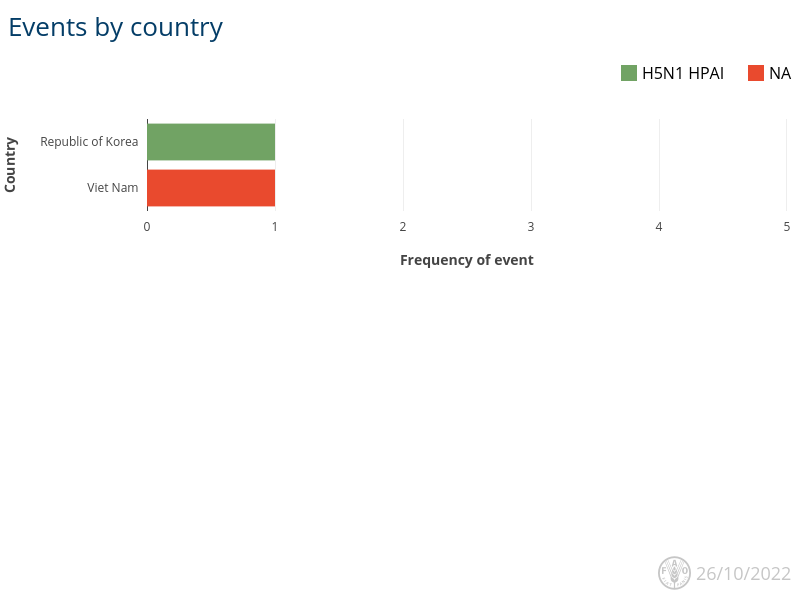 Events by country
H5N1 HPAI NA
Country
Republic of Korea
Viet Nam
0 1 2 3 4 5
Frequency of event
FAO 26/10/2022